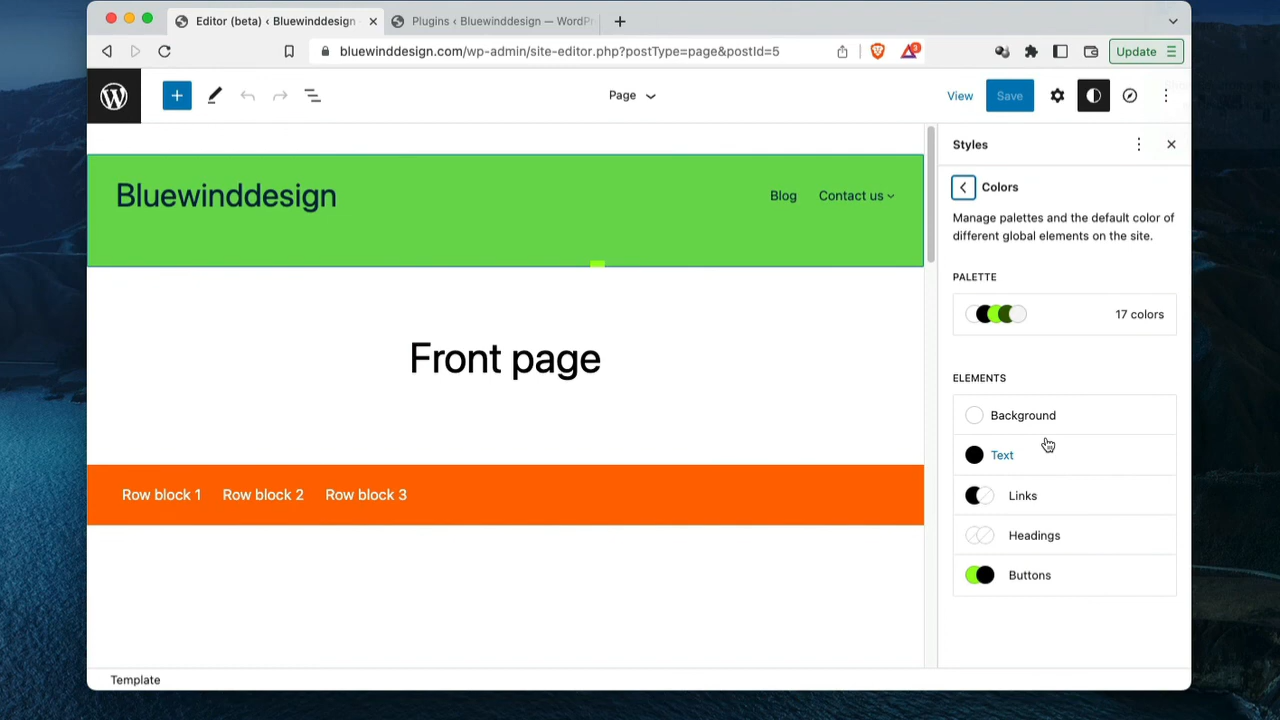 Editor (beta) ‹ Bluewinddesign
Plugins ‹ Bluewinddesign — WordPr
bluewinddesign.com/wp-admin/site-editor.php?postType=page&postId=5
3
Update
Page
View
Save
Styles
Colors
Manage palettes and the default color of
different global elements on the site.
PALETTE
17 colors
ELEMENTS
Background
Text
Links
Headings
Buttons
Bluewinddesign
Blog
Contact us
Front page
Row block 1
Row block 2
Row block 3
Template